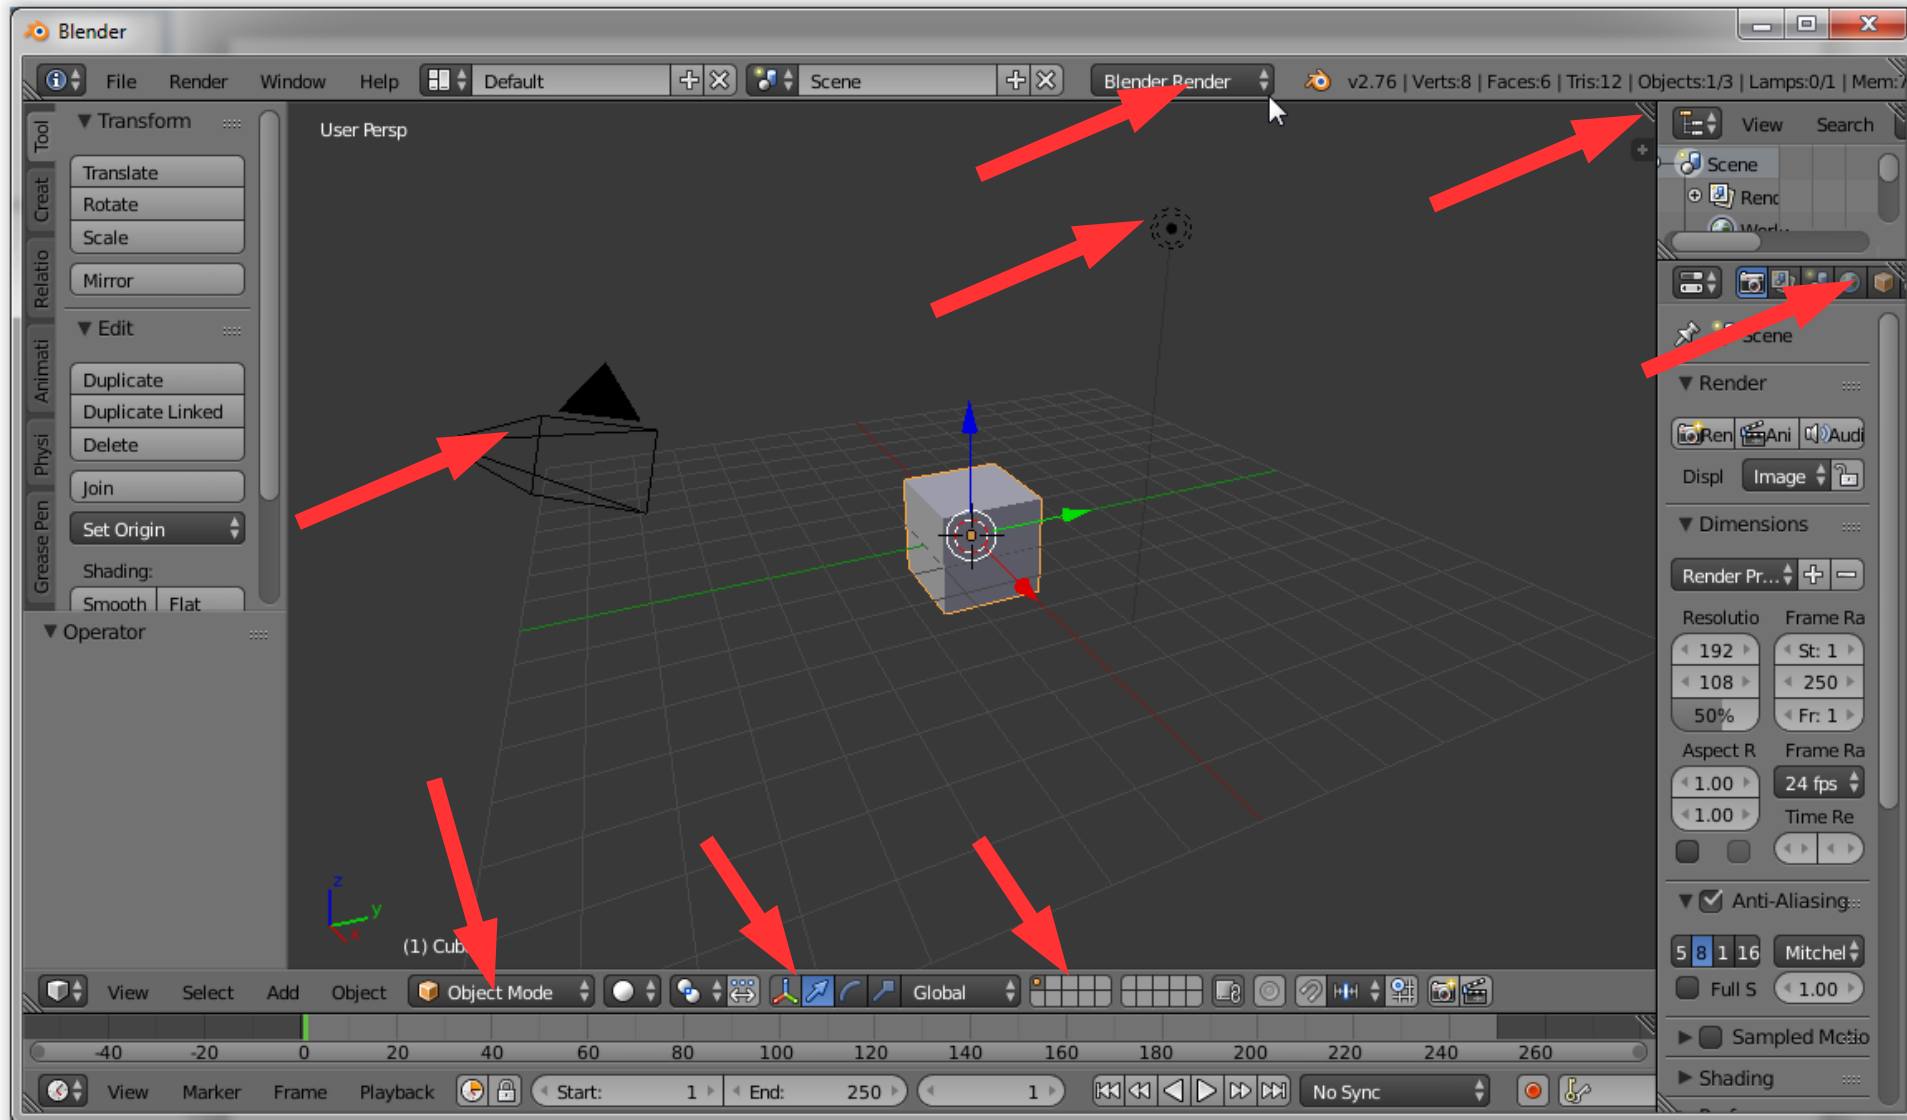 Blender
File Render Window Help Default Scene Blender Render v2.76 | Verts:8 | Faces:6 | Tris:12 | Objects:1/3 | Lamps:0/1 | Mem:7
Tool
Creat
Relatio
Animati
Physi
Grease Pen
Transform
Translate
Rotate
Scale
Mirror
Edit
Duplicate
Duplicate Linked
Delete
Join
Set Origin
Shading:
Smooth Flat
Operator
User Persp
z
y
x
(1) Cub
View Search
Scene
Renc
Scene
Render
Ren Ani Audi
Displ Image
Dimensions
Render Pr...
Resolutio Frame Ra
192 St: 1
108 250
50% Fr: 1
Aspect R Frame Ra
1.00 24 fps
1.00 Time Re
Anti-Aliasing
5 8 1 16 Mitchel
Full S 1.00
Sampled Motio
Shading
View Select Add Object Object Mode Global
-40 -20 0 20 40 60 80 100 120 140 160 180 200 220 240 260
View Marker Frame Playback Start: 1 End: 250 1 No Sync